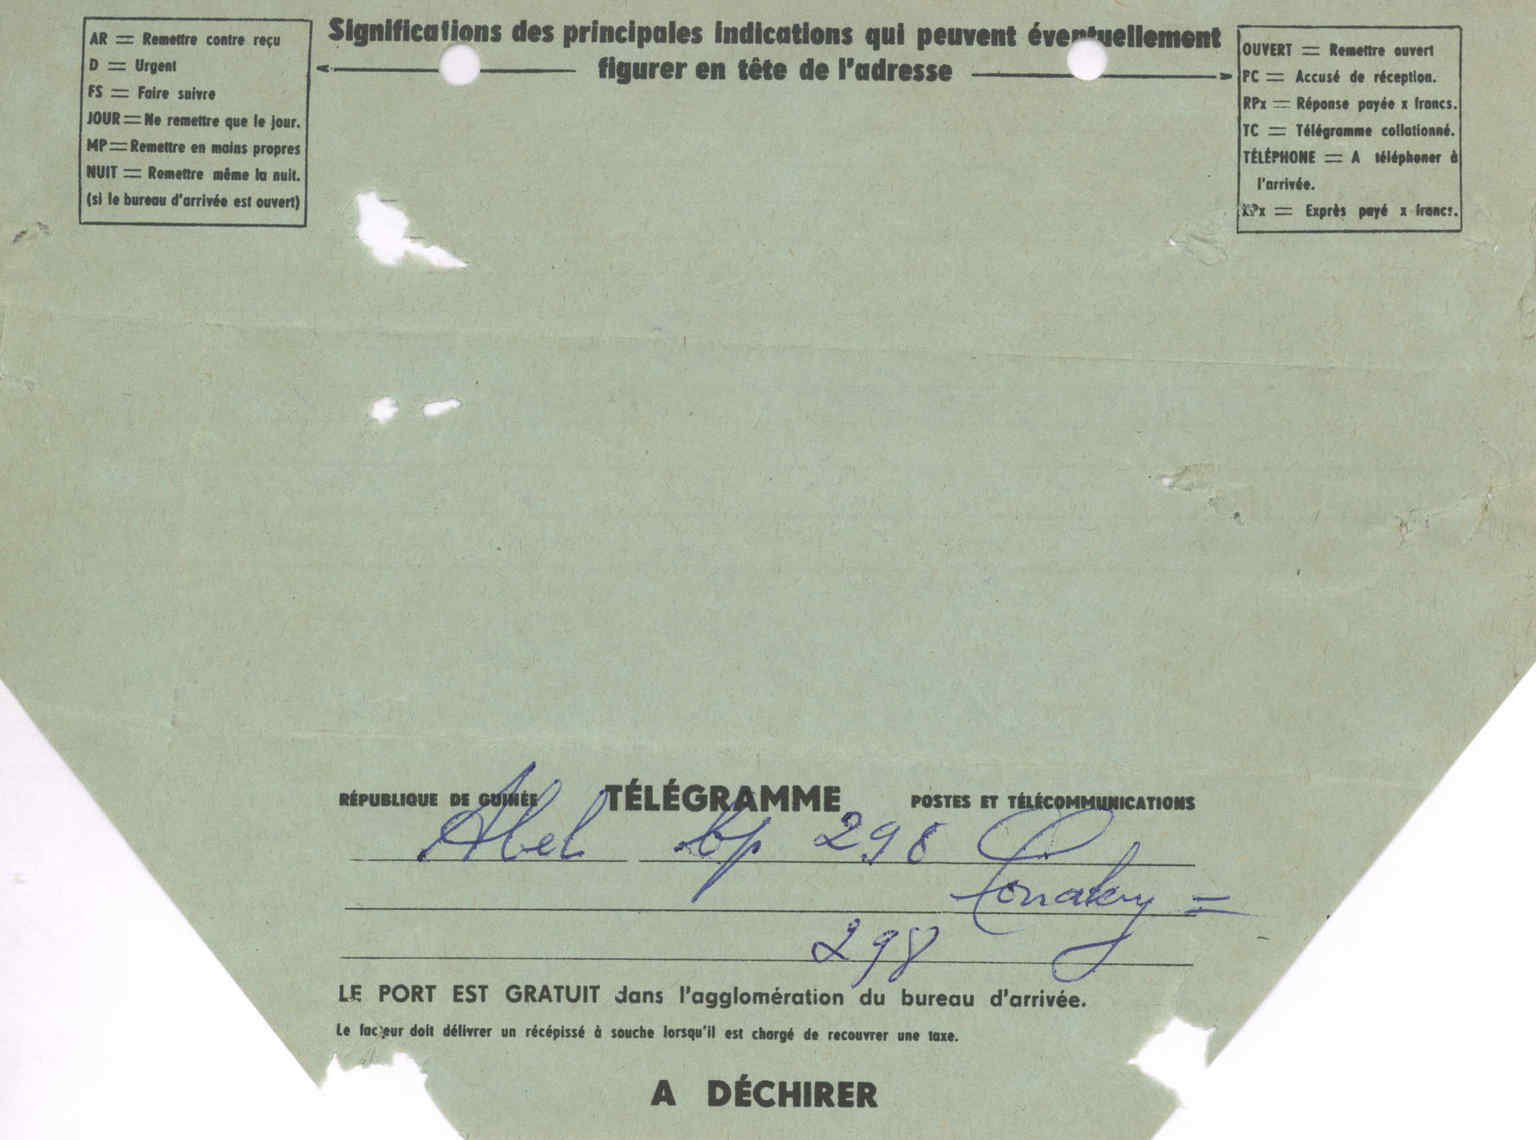 Significations des principales indications qui peuvent éventuellement
figurer en tête de l'adresse
AR = Remettre contre reçu
D = Urgent
FS = Faire suivre
JOUR = Ne remettre que le jour.
MP = Remettre en mains propres
NUIT = Remettre même la nuit.
(si le bureau d'arrivée est ouvert)
OUVERT = Remettre ouvert
PC = Accusé de réception.
RPx = Réponse payée x francs.
TC = Télégramme collationné.
TÉLÉPHONE = A téléphoner à
l'arrivée.
XPx = Exprès payé x francs.
RÉPUBLIQUE DE GUINÉE TÉLÉGRAMME POSTES ET TÉLÉCOMMUNICATIONS
Abel bp 298
Conakry =
298
LE PORT EST GRATUIT dans l'agglomération du bureau d'arrivée.
Le facteur doit délivrer un récépissé à souche lorsqu'il est chargé de recouvrer une taxe.
A DÉCHIRER